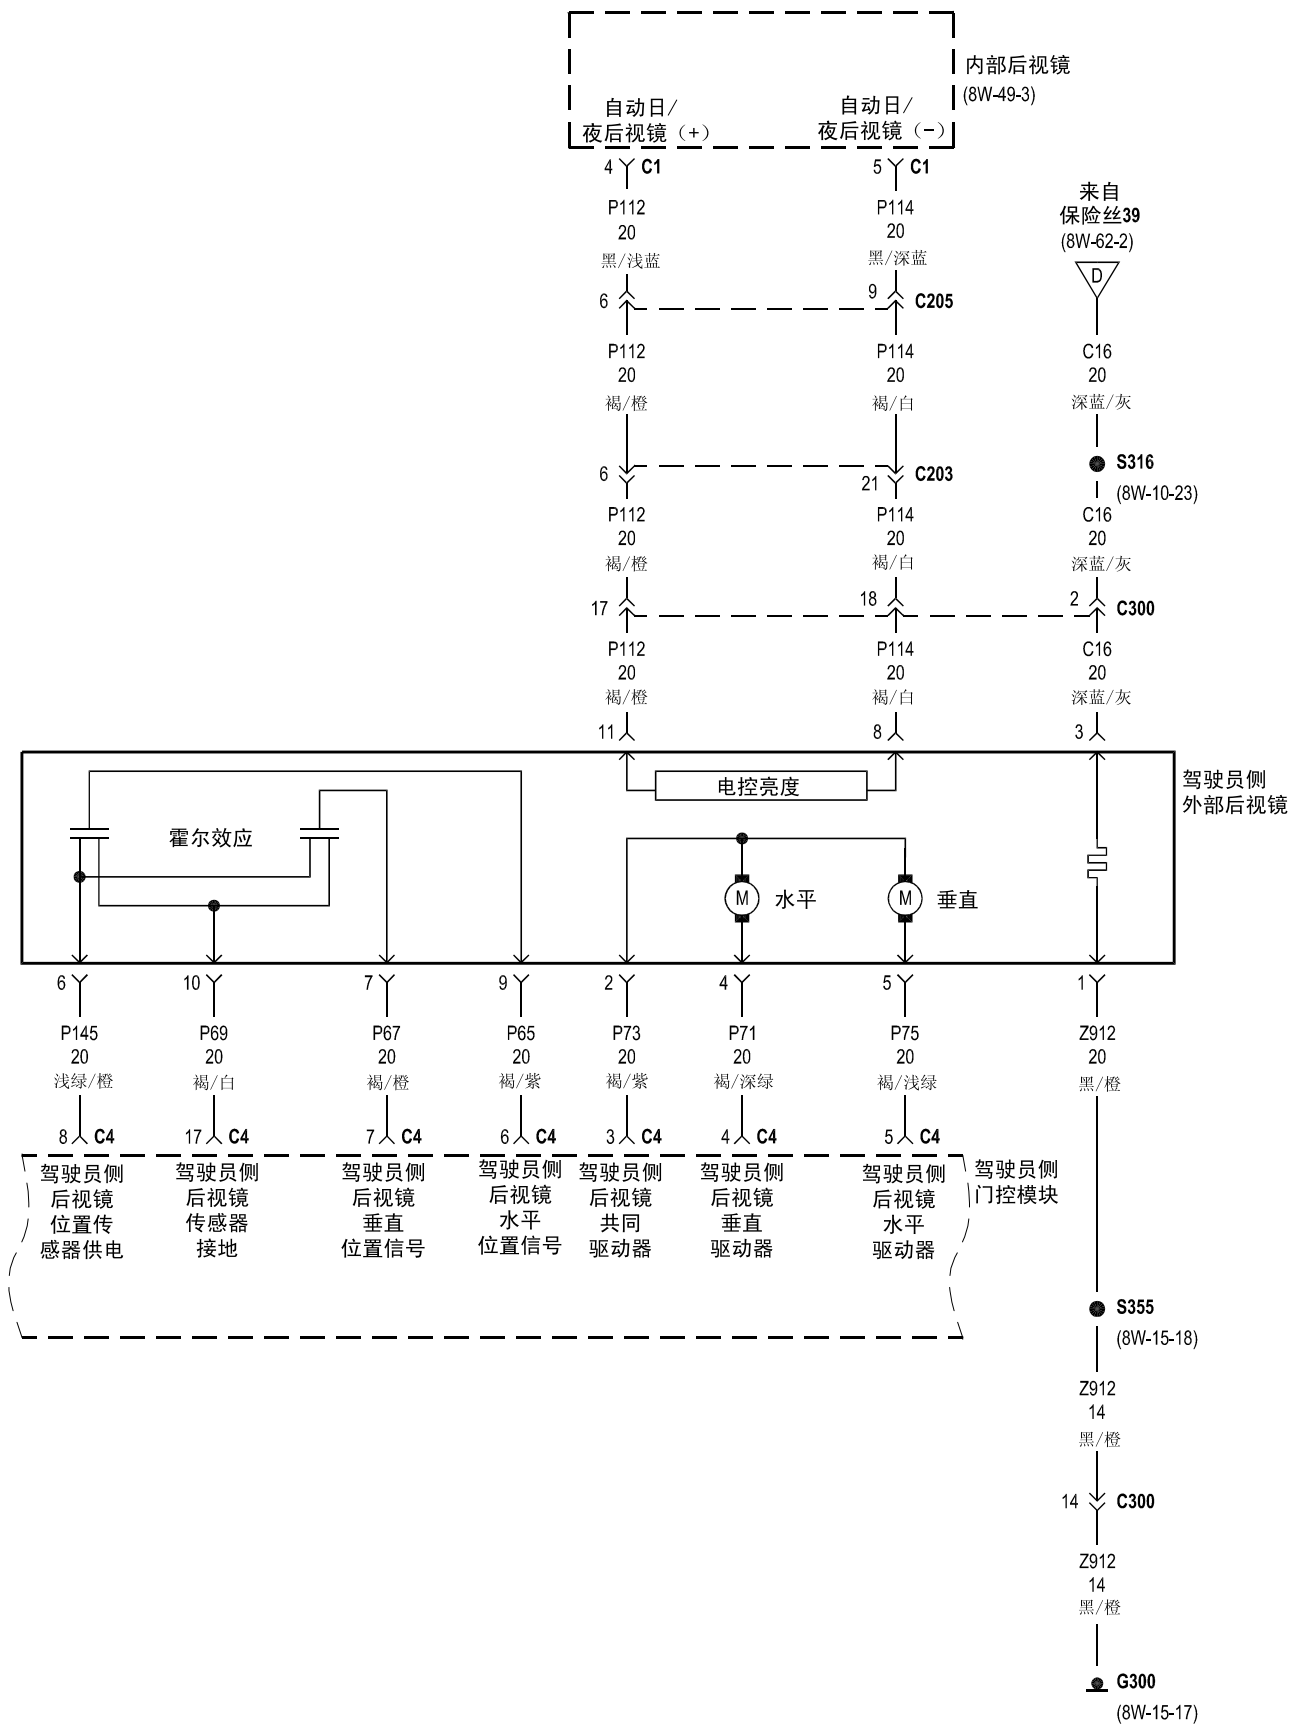 内部后视镜
(8W-49-3)
自动日/
夜后视镜（+）
自动日/
夜后视镜（-）
4 C1
5 C1
P112
20
黑/浅蓝
P114
20
黑/深蓝
来自
保险丝39
(8W-62-2)
D
6
9 C205
P112
20
褐/橙
P114
20
褐/白
C16
20
深蓝/灰
6
21 C203
S316
(8W-10-23)
P112
20
褐/橙
P114
20
褐/白
C16
20
深蓝/灰
17
18
2 C300
P112
20
褐/橙
P114
20
褐/白
C16
20
深蓝/灰
11
8
3
驾驶员侧
外部后视镜
电控亮度
霍尔效应
M 水平
M 垂直
6
10
7
9
2
4
5
1
P145
20
浅绿/橙
P69
20
褐/白
P67
20
褐/橙
P65
20
褐/紫
P73
20
褐/紫
P71
20
褐/深绿
P75
20
褐/浅绿
Z912
20
黑/橙
8 C4
17 C4
7 C4
6 C4
3 C4
4 C4
5 C4
驾驶员侧
后视镜
位置传
感器供电
驾驶员侧
后视镜
传感器
接地
驾驶员侧
后视镜
垂直
位置信号
驾驶员侧
后视镜
水平
位置信号
驾驶员侧
后视镜
共同
驱动器
驾驶员侧
后视镜
垂直
驱动器
驾驶员侧
后视镜
水平
驱动器
驾驶员侧
门控模块
S355
(8W-15-18)
Z912
14
黑/橙
14 C300
Z912
14
黑/橙
G300
(8W-15-17)